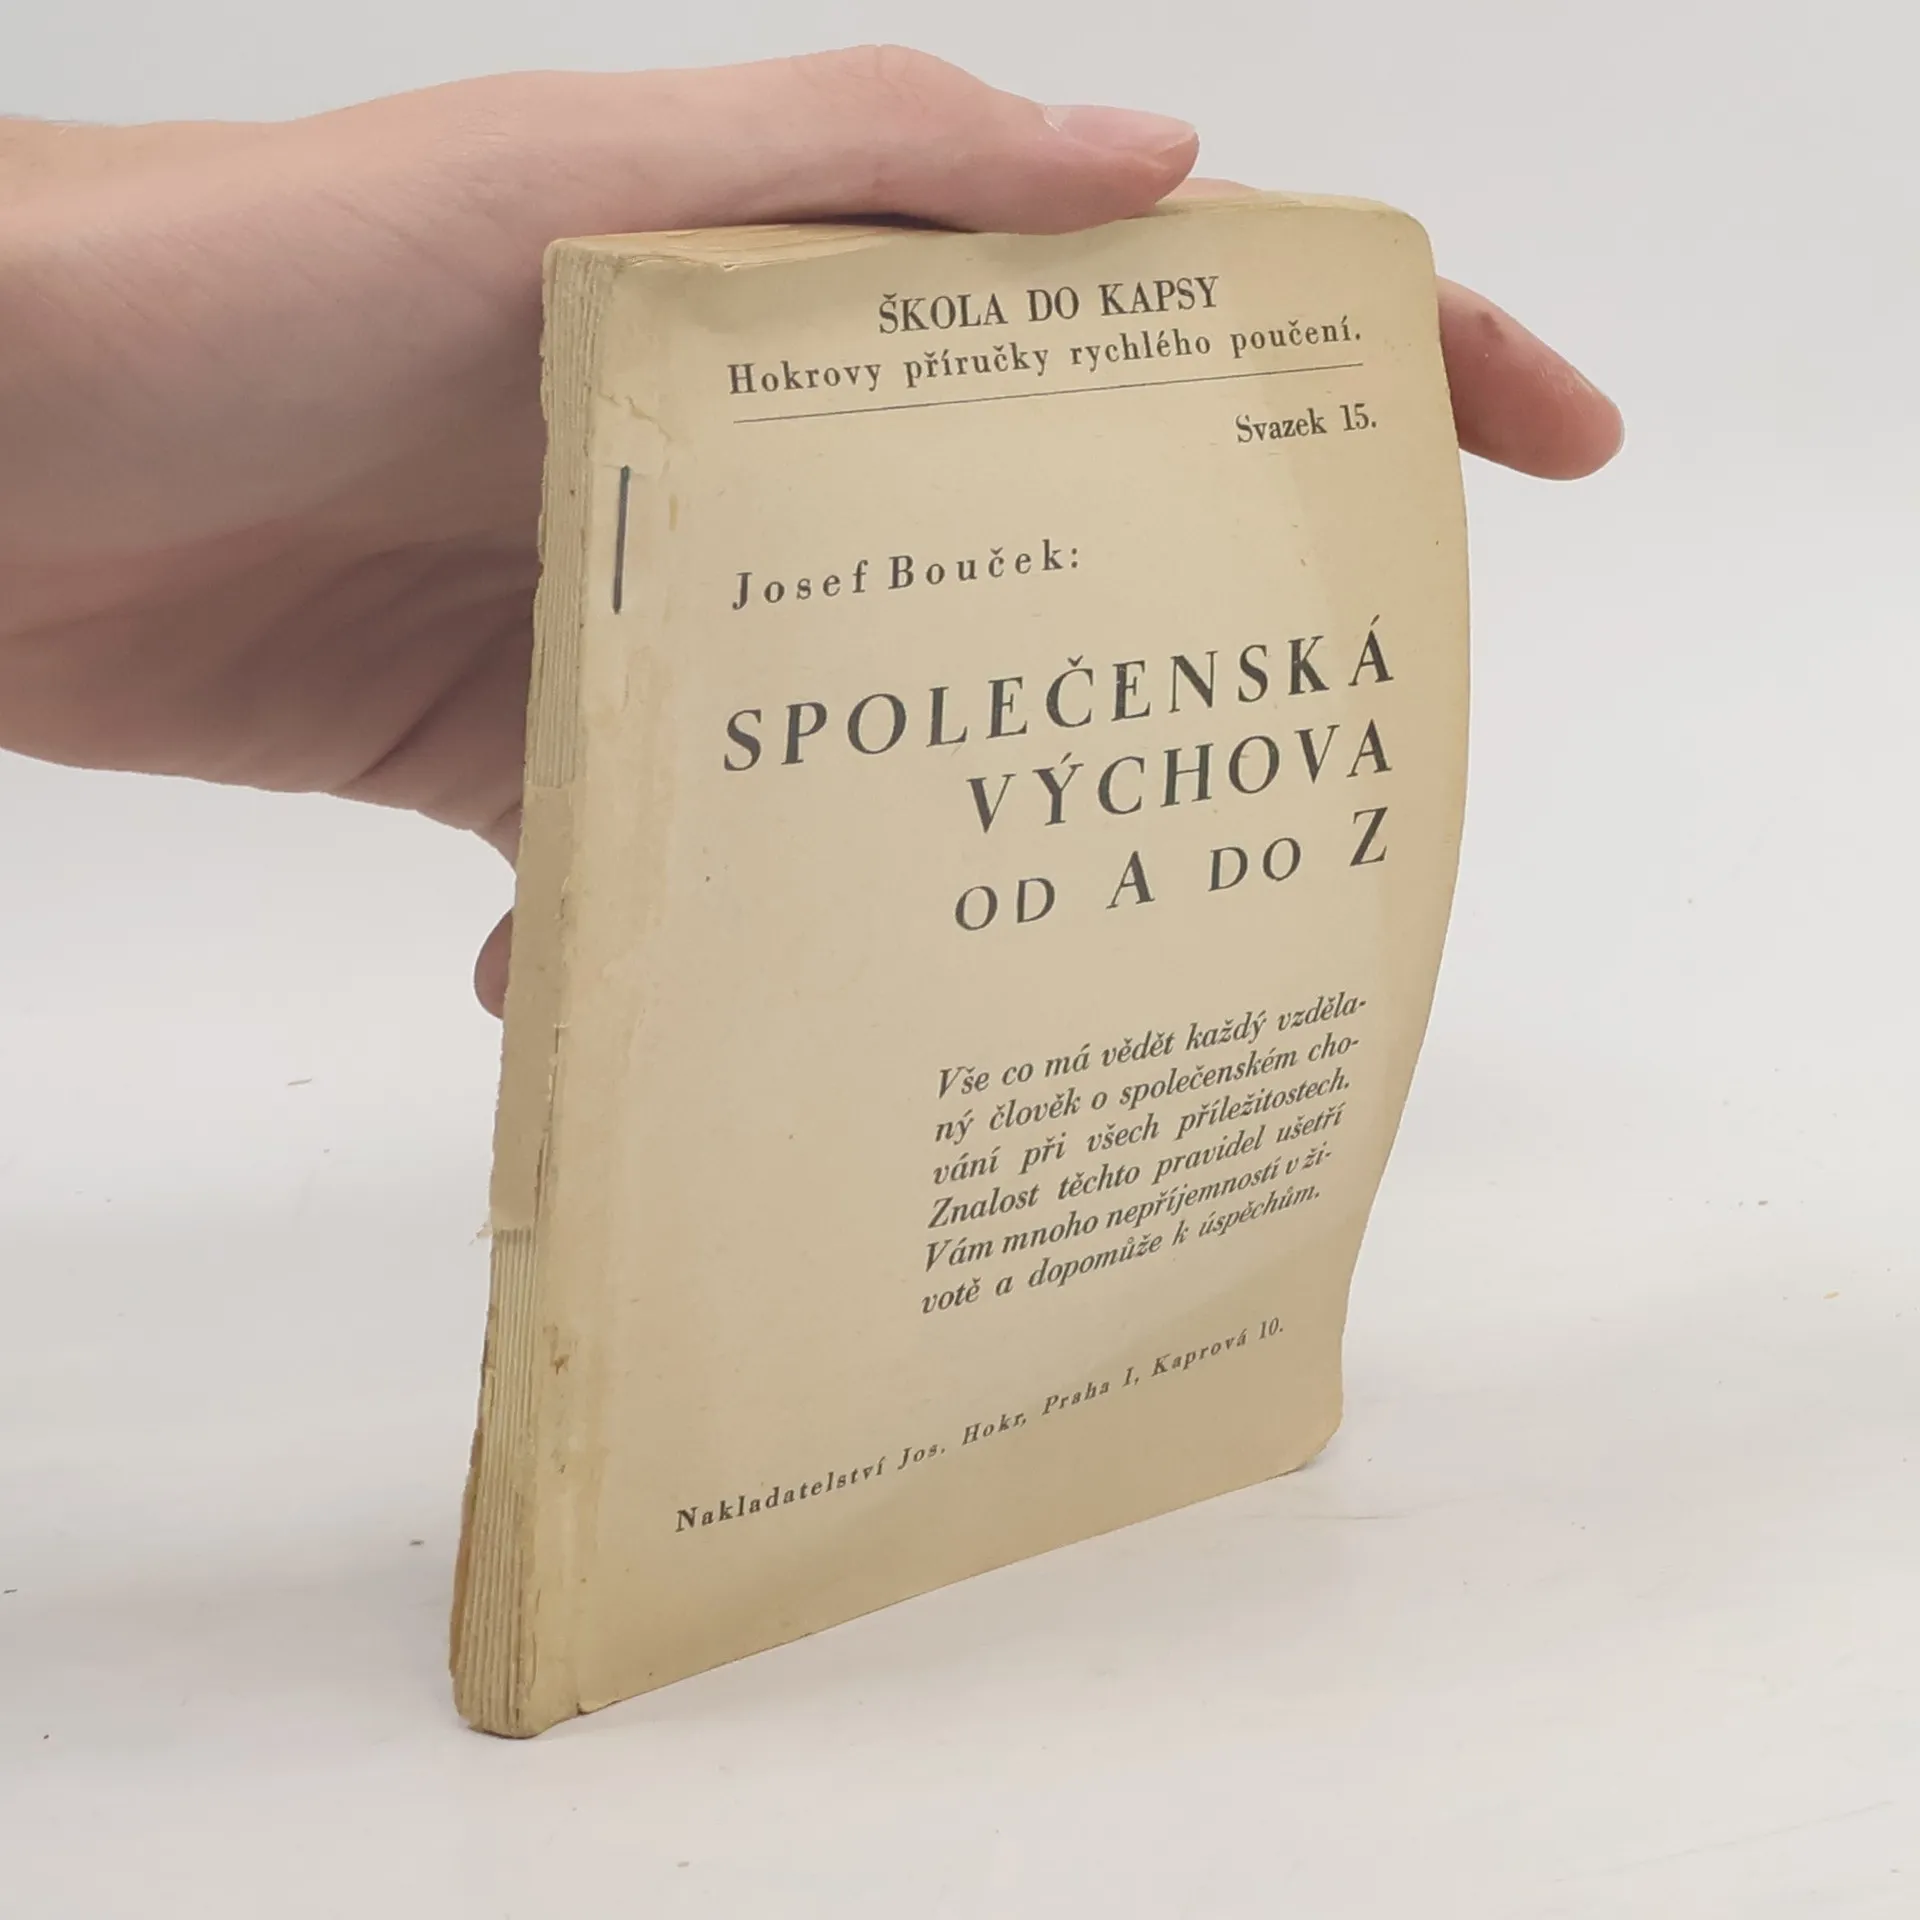 ŠKOLA DO KAPSY
Hokrovy příručky rychlého poučení.
Svazek 15.
Josef Bouček:
SPOLEČENSKÁ
VÝCHOVA
OD A DO Z
Vše co má vědět každý vzděla-
ný člověk o společenském cho-
vání při všech příležitostech.
Znalost těchto pravidel ušetří
Vám mnoho nepříjemností v ži-
votě a dopomůže k úspěchům.
Nakladatelství Jos. Hokr, Praha I, Kaprová 10.